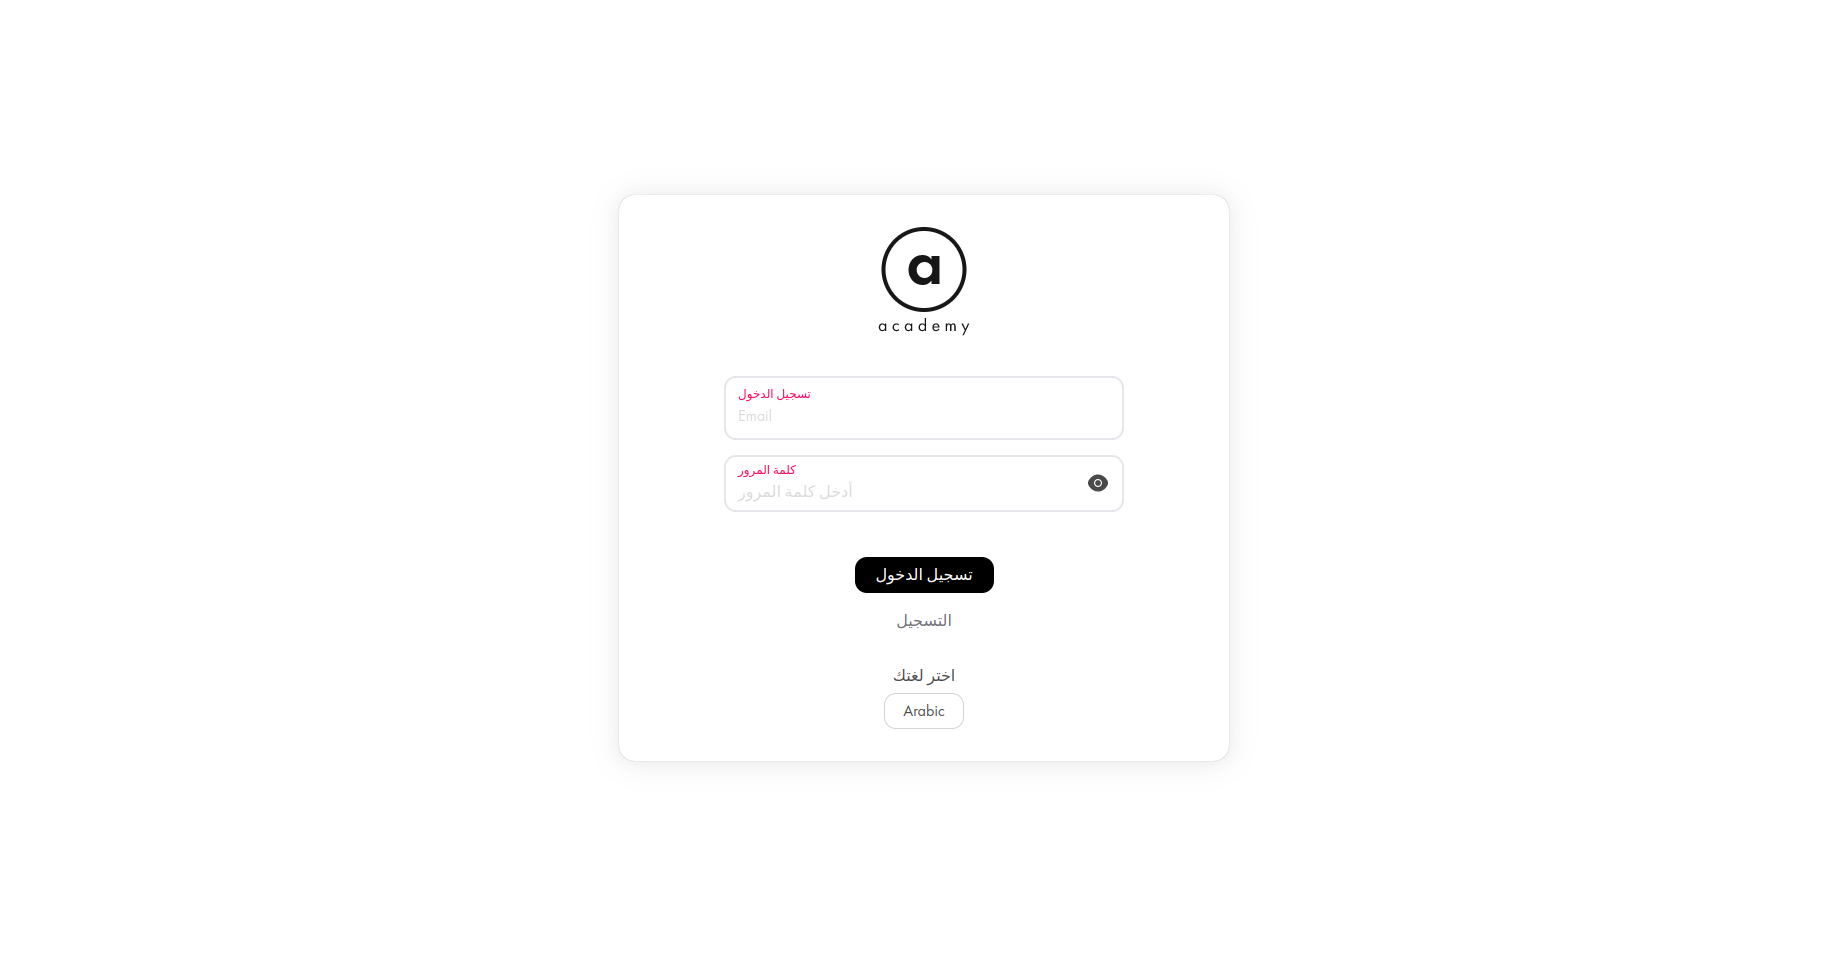 a
academy
تسجيل الدخول
Email
كلمة المرور
أدخل كلمة المرور
تسجيل الدخول
التسجيل
اختر لغتك
Arabic